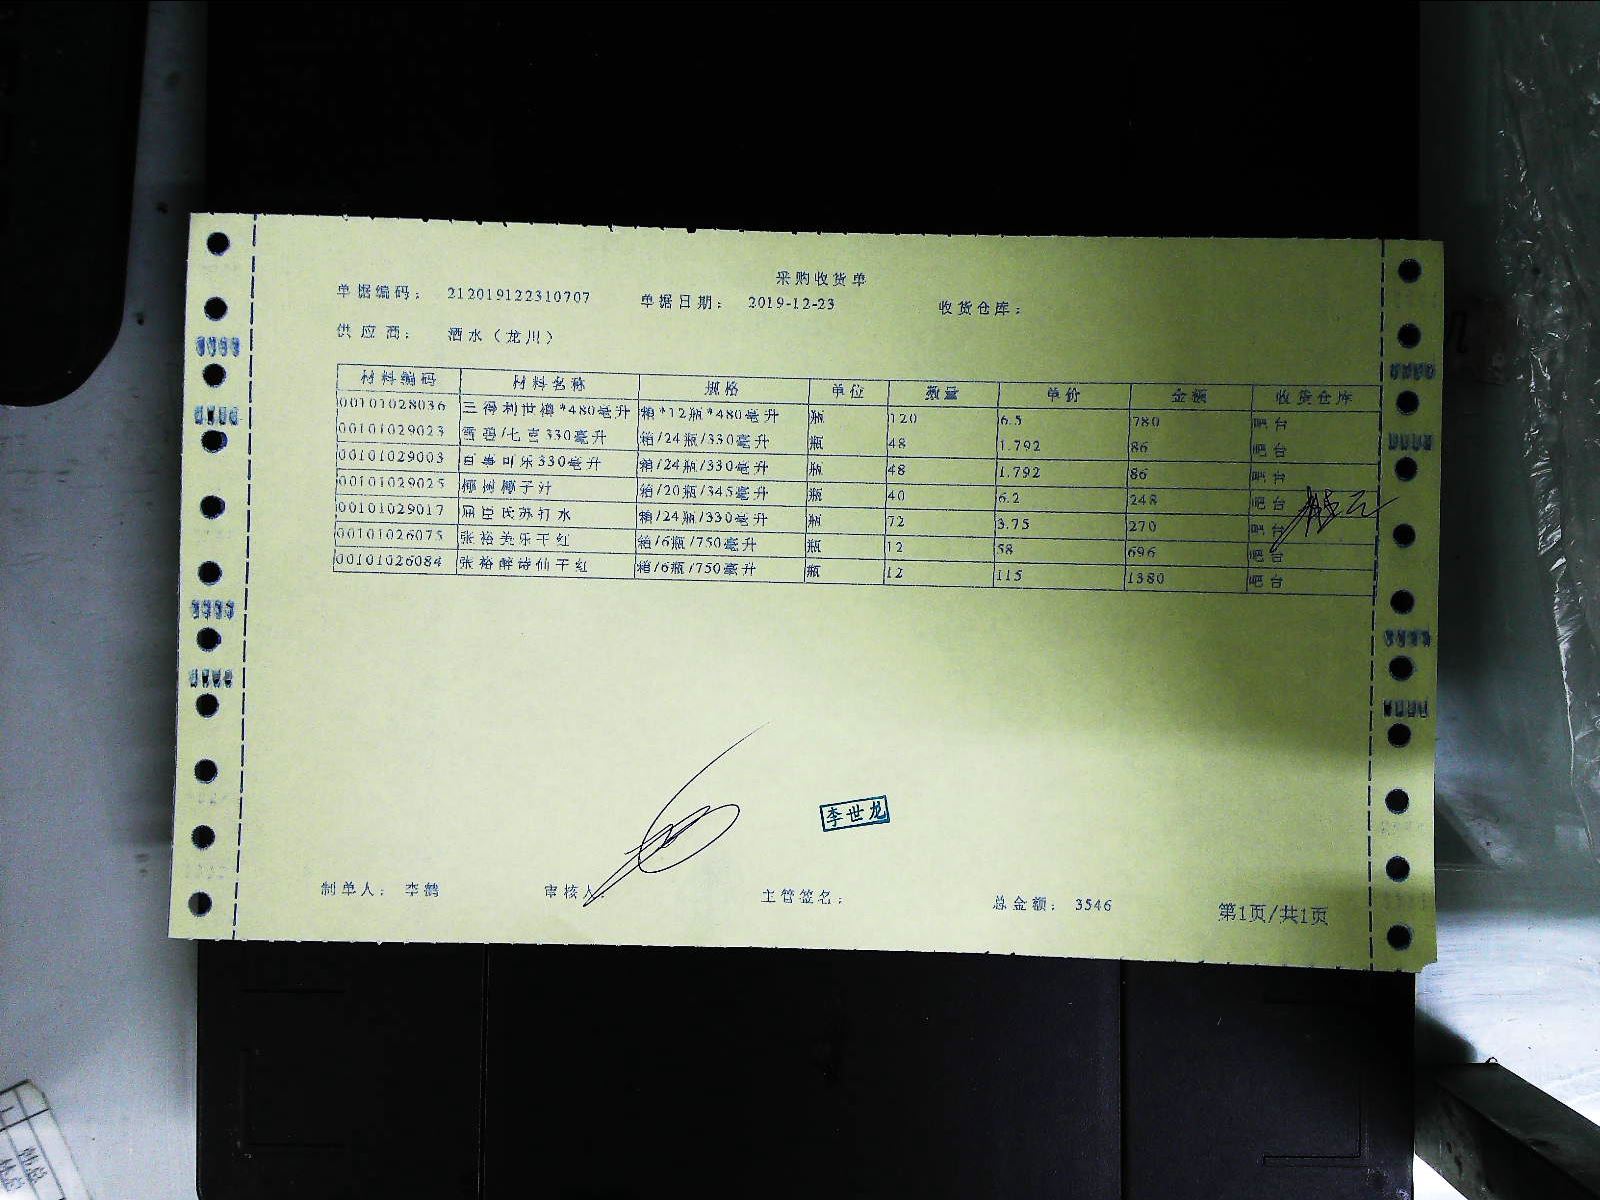 采购收货单
单据编码： 212019122310707 单据日期： 2019-12-23 收货仓库：
供应商： 酒水（龙川）
材料编码 材料名称 规格 单位 数量 单价 金额 收货仓库
00101028036 三得利世樽*480毫升 箱*12瓶*480毫升 瓶 120 6.5 780 吧台
00101029023 雪碧/七喜330毫升 箱/24瓶/330毫升 瓶 48 1.792 86 吧台
00101029003 百事可乐330毫升 箱/24瓶/330毫升 瓶 48 1.792 86 吧台
00101029025 椰树椰子汁 箱/20瓶/345毫升 瓶 40 6.2 248 吧台
00101029017 屈臣氏苏打水 箱/24瓶/330毫升 瓶 72 3.75 270 吧台
00101026075 张裕美乐干红 箱/6瓶/750毫升 瓶 12 58 696 吧台
00101026084 张裕醉诗仙干红 箱/6瓶/750毫升 瓶 12 115 1380 吧台
李世龙
制单人： 李鹤 审核人： 主管签名： 总金额： 3546 第1页/共1页